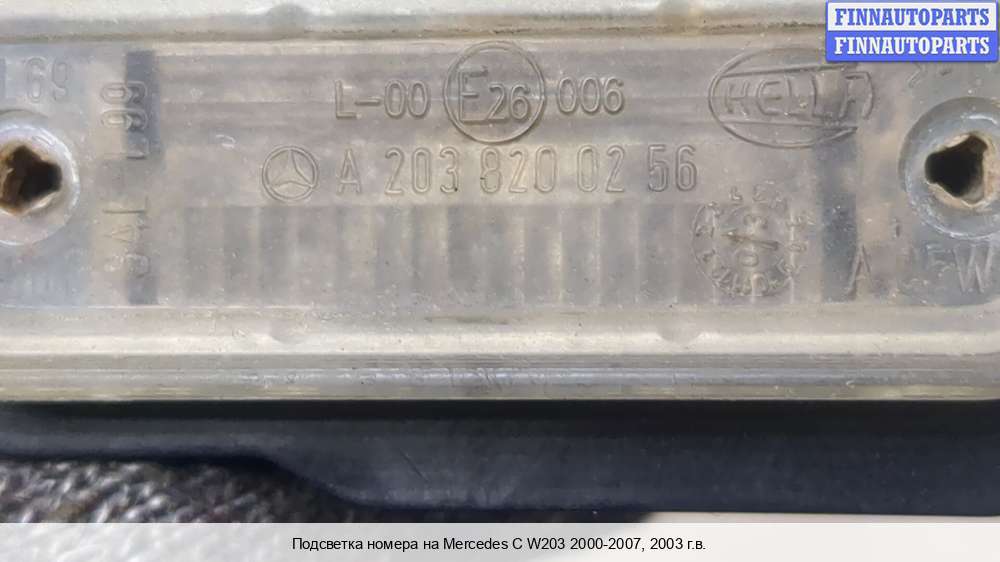 FINNAUTOPARTS
FINNAUTOPARTS
L-00 E26 006
HELLA
A 203 820 02 56
Подсветка номера на Mercedes C W203 2000-2007, 2003 г.в.